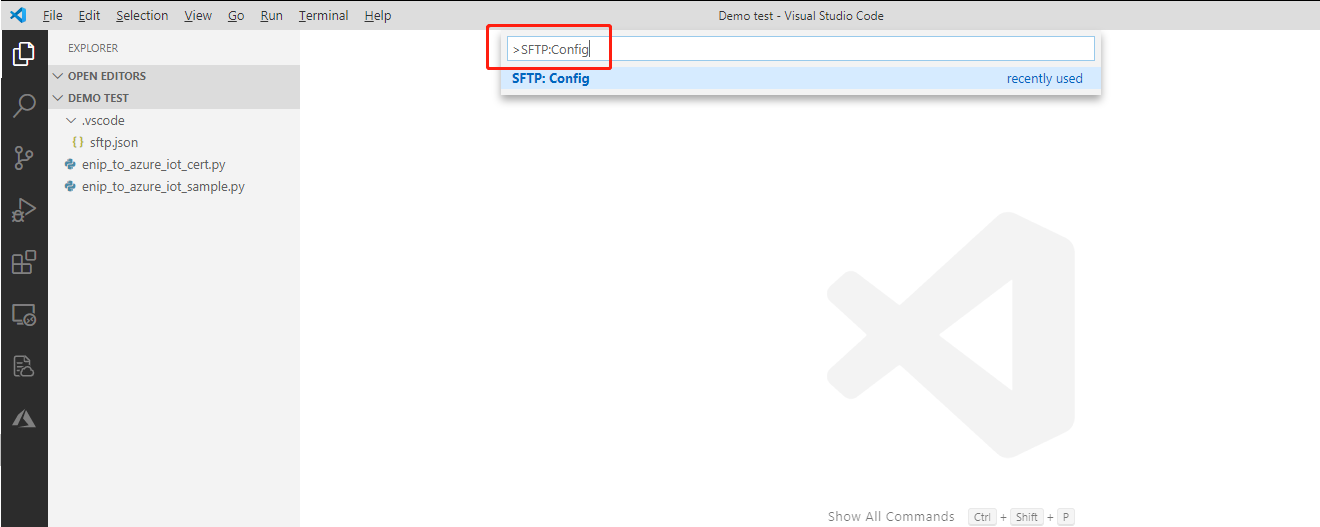 File Edit Selection View Go Run Terminal Help Demo test - Visual Studio Code
>SFTP:Config
SFTP: Config recently used
EXPLORER
OPEN EDITORS
DEMO TEST
.vscode
{} sftp.json
enip_to_azure_iot_cert.py
enip_to_azure_iot_sample.py
Show All Commands Ctrl + Shift + P